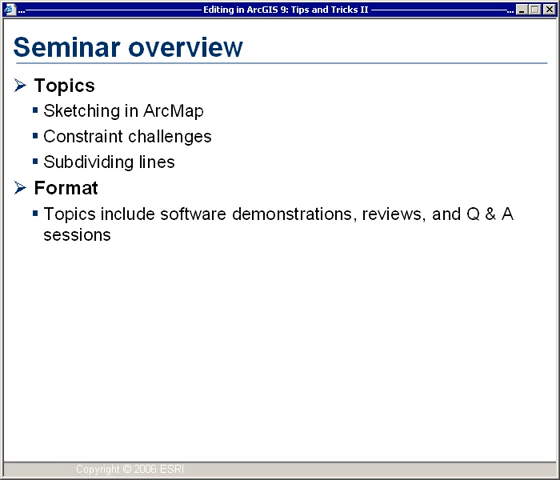 Editing in ArcGIS 9: Tips and Tricks II
Seminar overview
Topics
Sketching in ArcMap
Constraint challenges
Subdividing lines
Format
Topics include software demonstrations, reviews, and Q & A
sessions
Copyright © 2006 ESRI